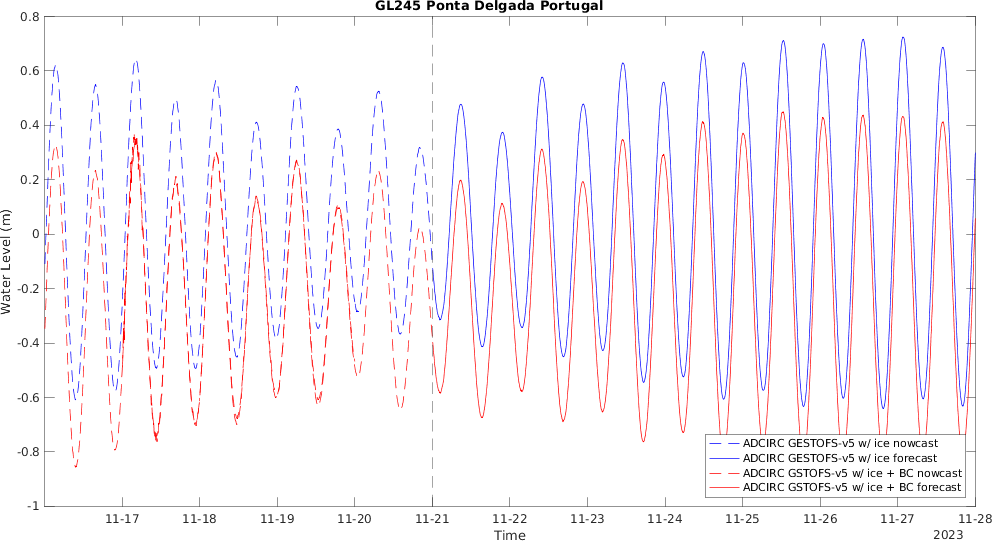 GL245 Ponta Delgada Portugal
0.8
0.6
0.4
0.2
0
-0.2
-0.4
-0.6
-0.8
-1
Water Level (m)
ADCIRC GESTOFS-v5 w/ ice nowcast
ADCIRC GESTOFS-v5 w/ ice forecast
ADCIRC GSTOFS-v5 w/ ice + BC nowcast
ADCIRC GSTOFS-v5 w/ ice + BC forecast
11-17 11-18 11-19 11-20 11-21 11-22 11-23 11-24 11-25 11-26 11-27 11-28
Time
2023